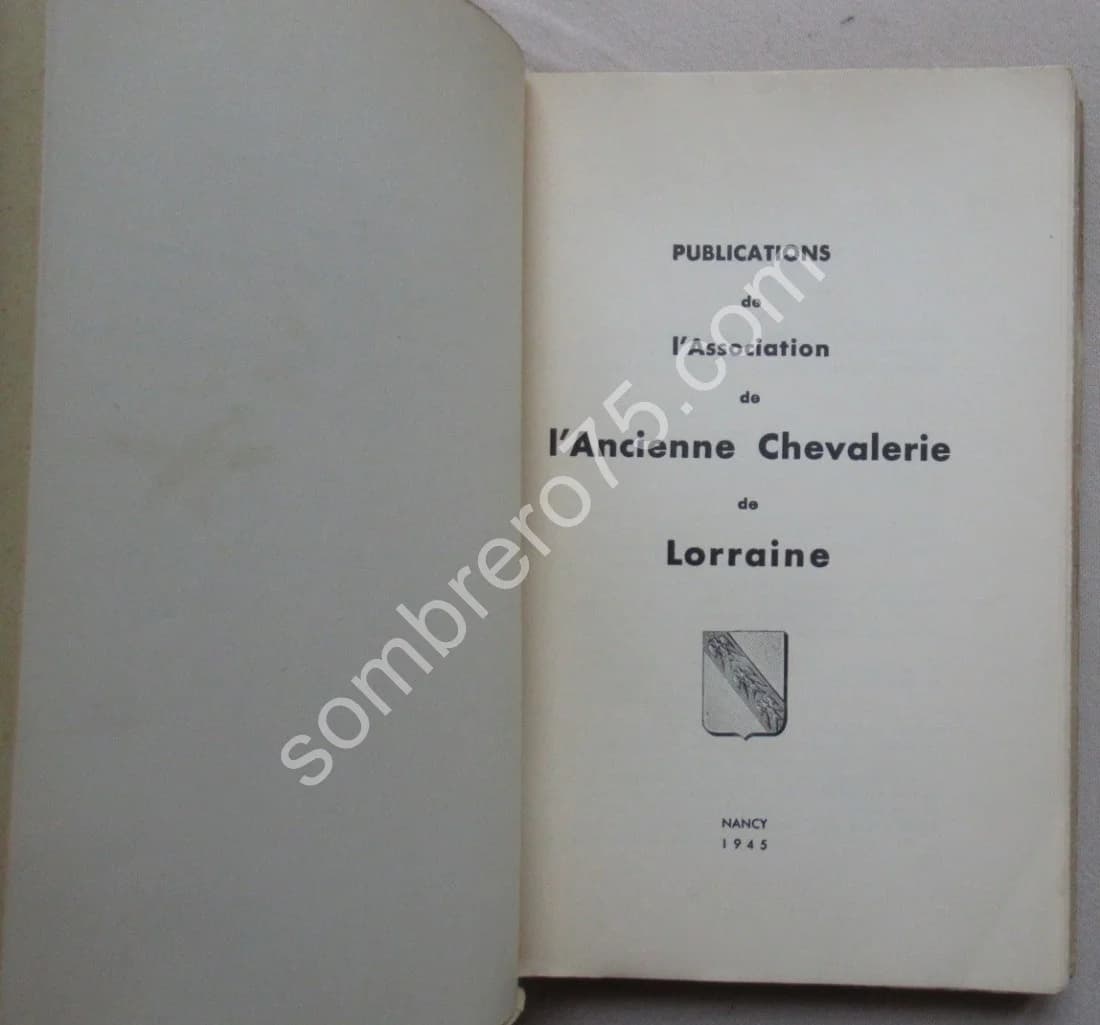 PUBLICATIONS
de
l'Association
de
l'Ancienne Chevalerie
de
Lorraine
NANCY
1945
sombrero75.com